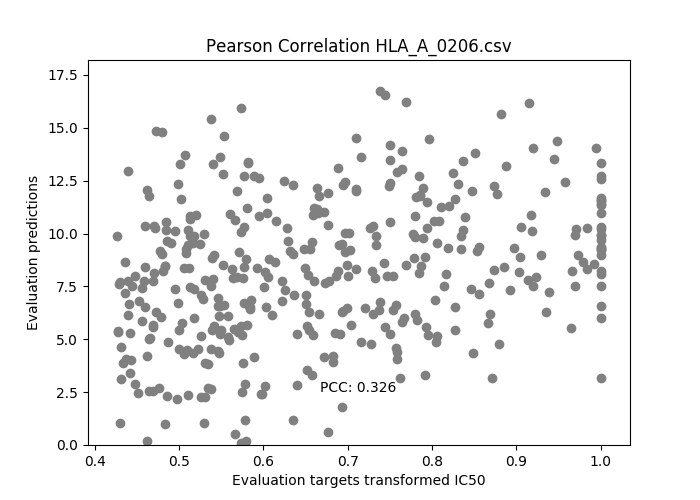 Pearson Correlation HLA_A_0206.csv
17.5
15.0
12.5
10.0
7.5
5.0
2.5
0.0
Evaluation predictions
PCC: 0.326
0.4 0.5 0.6 0.7 0.8 0.9 1.0
Evaluation targets transformed IC50